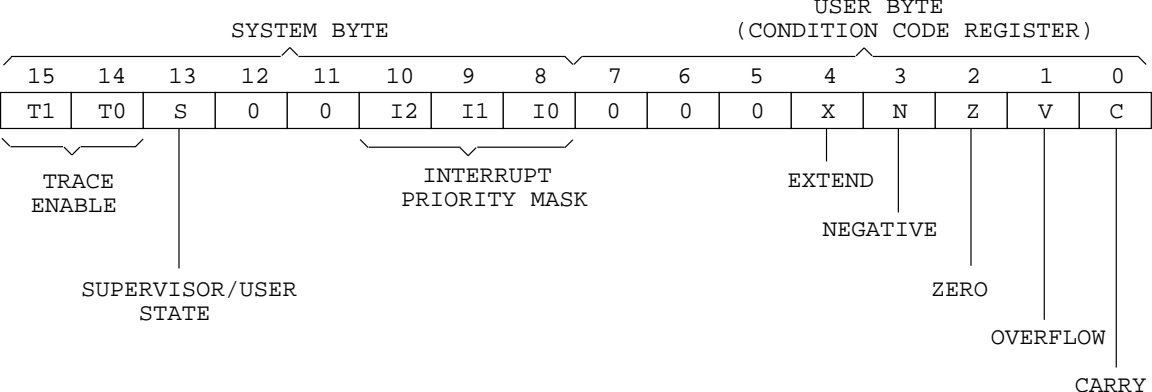 USER BYTE
SYSTEM BYTE (CONDITION CODE REGISTER)
15 14 13 12 11 10 9 8 7 6 5 4 3 2 1 0
T1 T0 S 0 0 I2 I1 I0 0 0 0 X N Z V C
TRACE
ENABLE
INTERRUPT
PRIORITY MASK
EXTEND
NEGATIVE
SUPERVISOR/USER
STATE
ZERO
OVERFLOW
CARRY